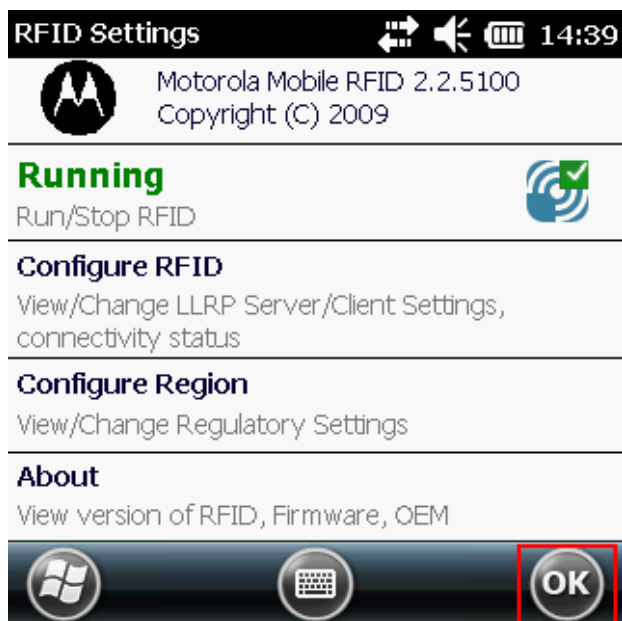 RFID Settings 14:39
Motorola Mobile RFID 2.2.5100
Copyright (C) 2009
Running
Run/Stop RFID
Configure RFID
View/Change LLRP Server/Client Settings,
connectivity status
Configure Region
View/Change Regulatory Settings
About
View version of RFID, Firmware, OEM
OK